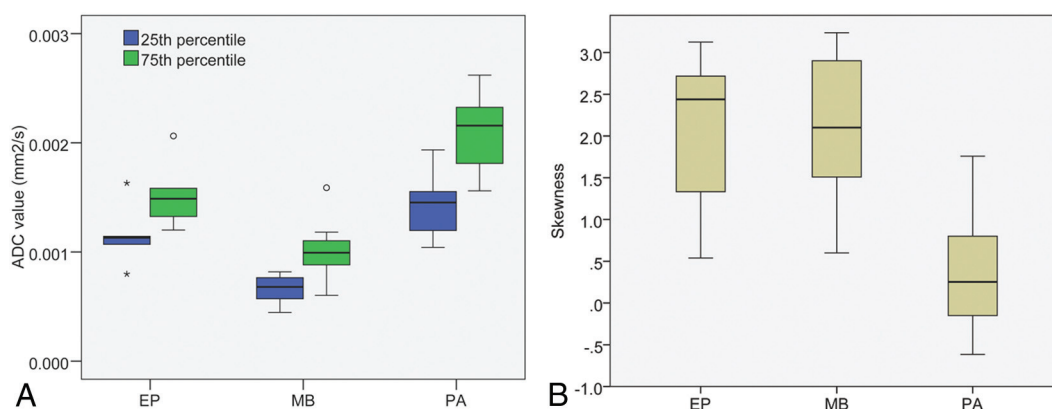 0.003
25th percentile
75th percentile
0.002
0.001
0.000
ADC value (mm2/s)
EP MB PA
A
3.0
2.5
2.0
1.5
1.0
.5
.0
-.5
-1.0
Skewness
EP MB PA
B